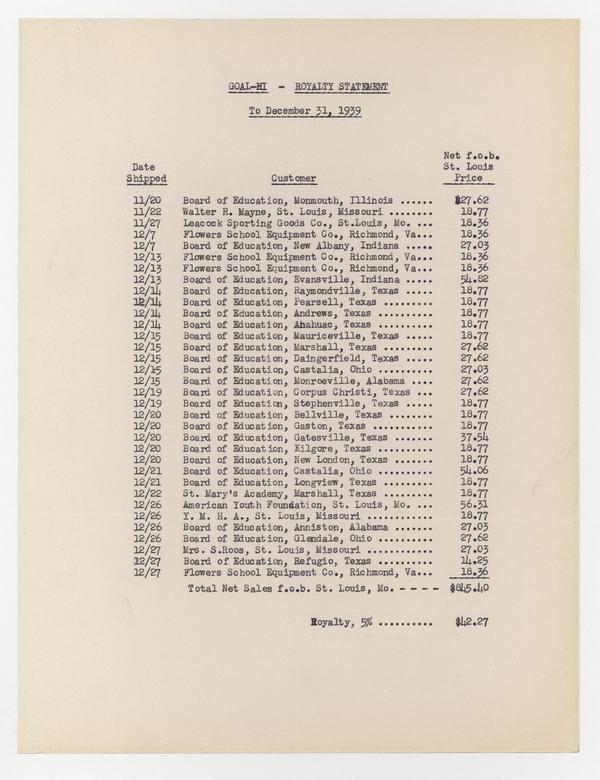 GOAL-HI - ROYALTY STATEMENT
To December 31, 1939
Net f.o.b.
Date St. Louis
Shipped Customer Price
11/20 Board of Education, Monmouth, Illinois ...... $27.62
11/22 Walter R. Mayne, St. Louis, Missouri ........ 18.77
11/27 Leacock Sporting Goods Co., St.Louis, Mo. ... 18.36
12/7 Flowers School Equipment Co., Richmond, Va... 18.36
12/7 Board of Education, New Albany, Indiana ..... 27.03
12/13 Flowers School Equipment Co., Richmond, Va... 18.36
12/13 Flowers School Equipment Co., Richmond, Va... 18.36
12/13 Board of Education, Evansville, Indiana ..... 54.82
12/14 Board of Education, Raymondville, Texas ..... 18.77
12/14 Board of Education, Pearsell, Texas ......... 18.77
12/14 Board of Education, Andrews, Texas .......... 18.77
12/14 Board of Education, Anahuac, Texas .......... 18.77
12/15 Board of Education, Mauriceville, Texas ..... 18.77
12/15 Board of Education, Marshall, Texas ......... 27.62
12/15 Board of Education, Daingerfield, Texas ..... 27.62
12/15 Board of Education, Castalia, Ohio .......... 27.03
12/15 Board of Education, Monroeville, Alabama .... 27.62
12/19 Board of Education, Corpus Christi, Texas ... 27.62
12/19 Board of Education, Stephenville, Texas ..... 18.77
12/20 Board of Education, Bellville, Texas ........ 18.77
12/20 Board of Education, Gaston, Texas ........... 18.77
12/20 Board of Education, Gatesville, Texas ....... 37.54
12/20 Board of Education, Kilgore, Texas .......... 18.77
12/20 Board of Education, New London, Texas ....... 18.77
12/21 Board of Education, Castalia, Ohio .......... 54.06
12/21 Board of Education, Longview, Texas ......... 18.77
12/22 St. Mary's Academy, Marshall, Texas ......... 18.77
12/26 American Youth Foundation, St. Louis, Mo. ... 56.31
12/26 Y. M. H. A., St. Louis, Missouri ............ 18.77
12/26 Board of Education, Anniston, Alabama ....... 27.03
12/26 Board of Education, Glendale, Ohio .......... 27.62
12/27 Mrs. S.Roos, St. Louis, Missouri ............ 27.03
12/27 Board of Education, Refugio, Texas .......... 14.25
12/27 Flowers School Equipment Co., Richmond, Va... 18.36
Total Net Sales f.o.b. St. Louis, Mo. - - - - $845.40
Royalty, 5% .......... $42.27